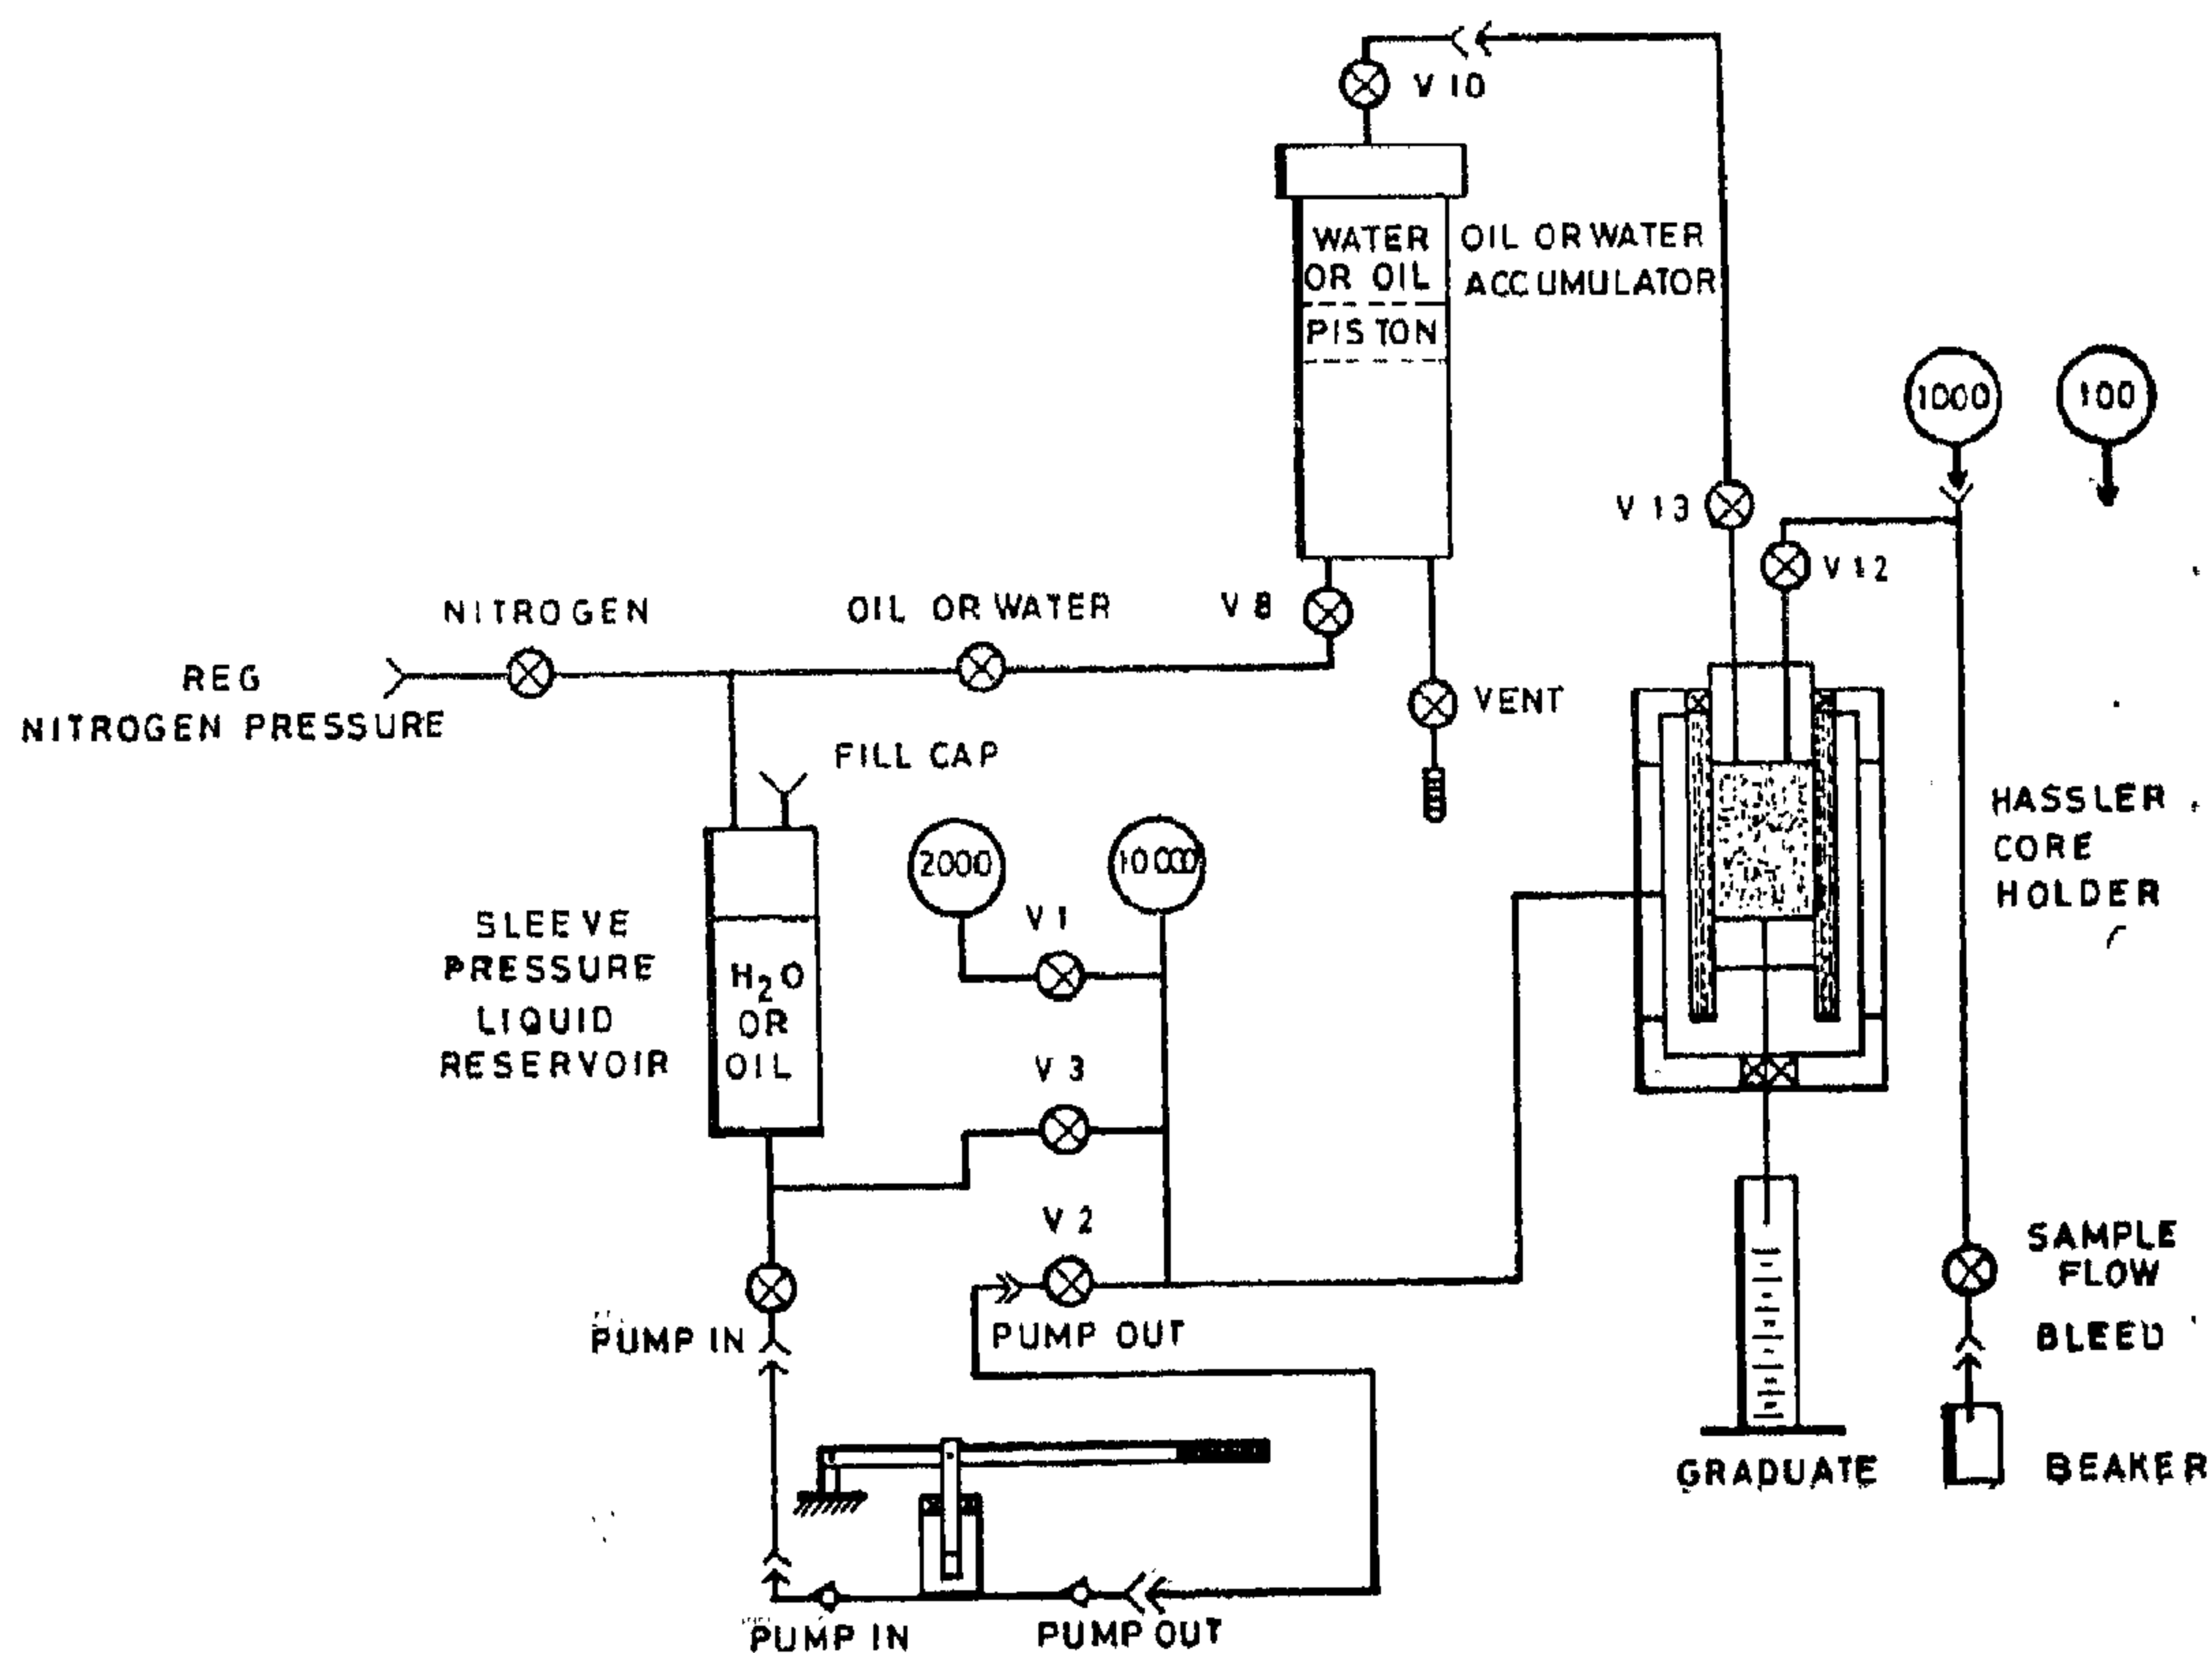 V 10
WATER
OR OIL
PISTON
OIL OR WATER
ACCUMULATOR
1000
100
V 13
V 12
NITROGEN
OIL OR WATER
V 8
REG
NITROGEN PRESSURE
VENT
FILL CAP
HASSLER
CORE
HOLDER
2000
10 000
V 1
SLEEVE
PRESSURE
LIQUID
RESERVOIR
H₂O
OR
OIL
V 3
V 2
PUMP IN
PUMP OUT
SAMPLE
FLOW
BLEED
GRADUATE
BEAKER
PUMP IN
PUMP OUT